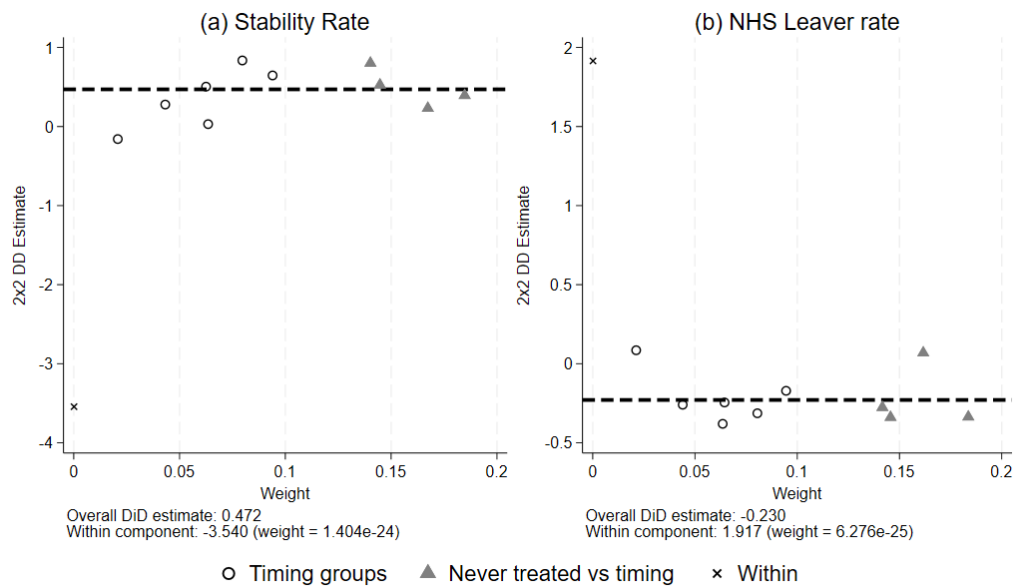 (a) Stability Rate
2x2 DD Estimate
1
0
-1
-2
-3
-4
0
0.05
0.1
0.15
0.2
Weight
Overall DiD estimate: 0.472
Within component: -3.540 (weight = 1.404e-24)
(b) NHS Leaver rate
2x2 DD Estimate
2
1.5
1
0.5
0
-0.5
0
0.05
0.1
0.15
0.2
Weight
Overall DiD estimate: -0.230
Within component: 1.917 (weight = 6.276e-25)
Timing groups
Never treated vs timing
Within